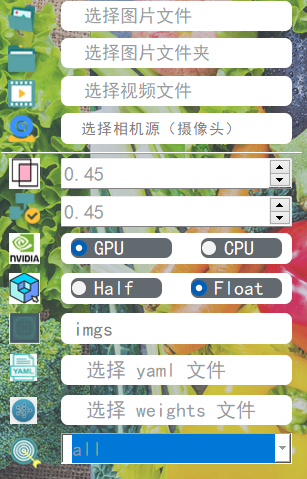 选择图片文件
选择图片文件夹
选择视频文件
选择相机源（摄像头）
0.45
0.45
NVIDIA GPU CPU
Half Float
imgs
YAML 选择 yaml 文件
选择 weights 文件
all